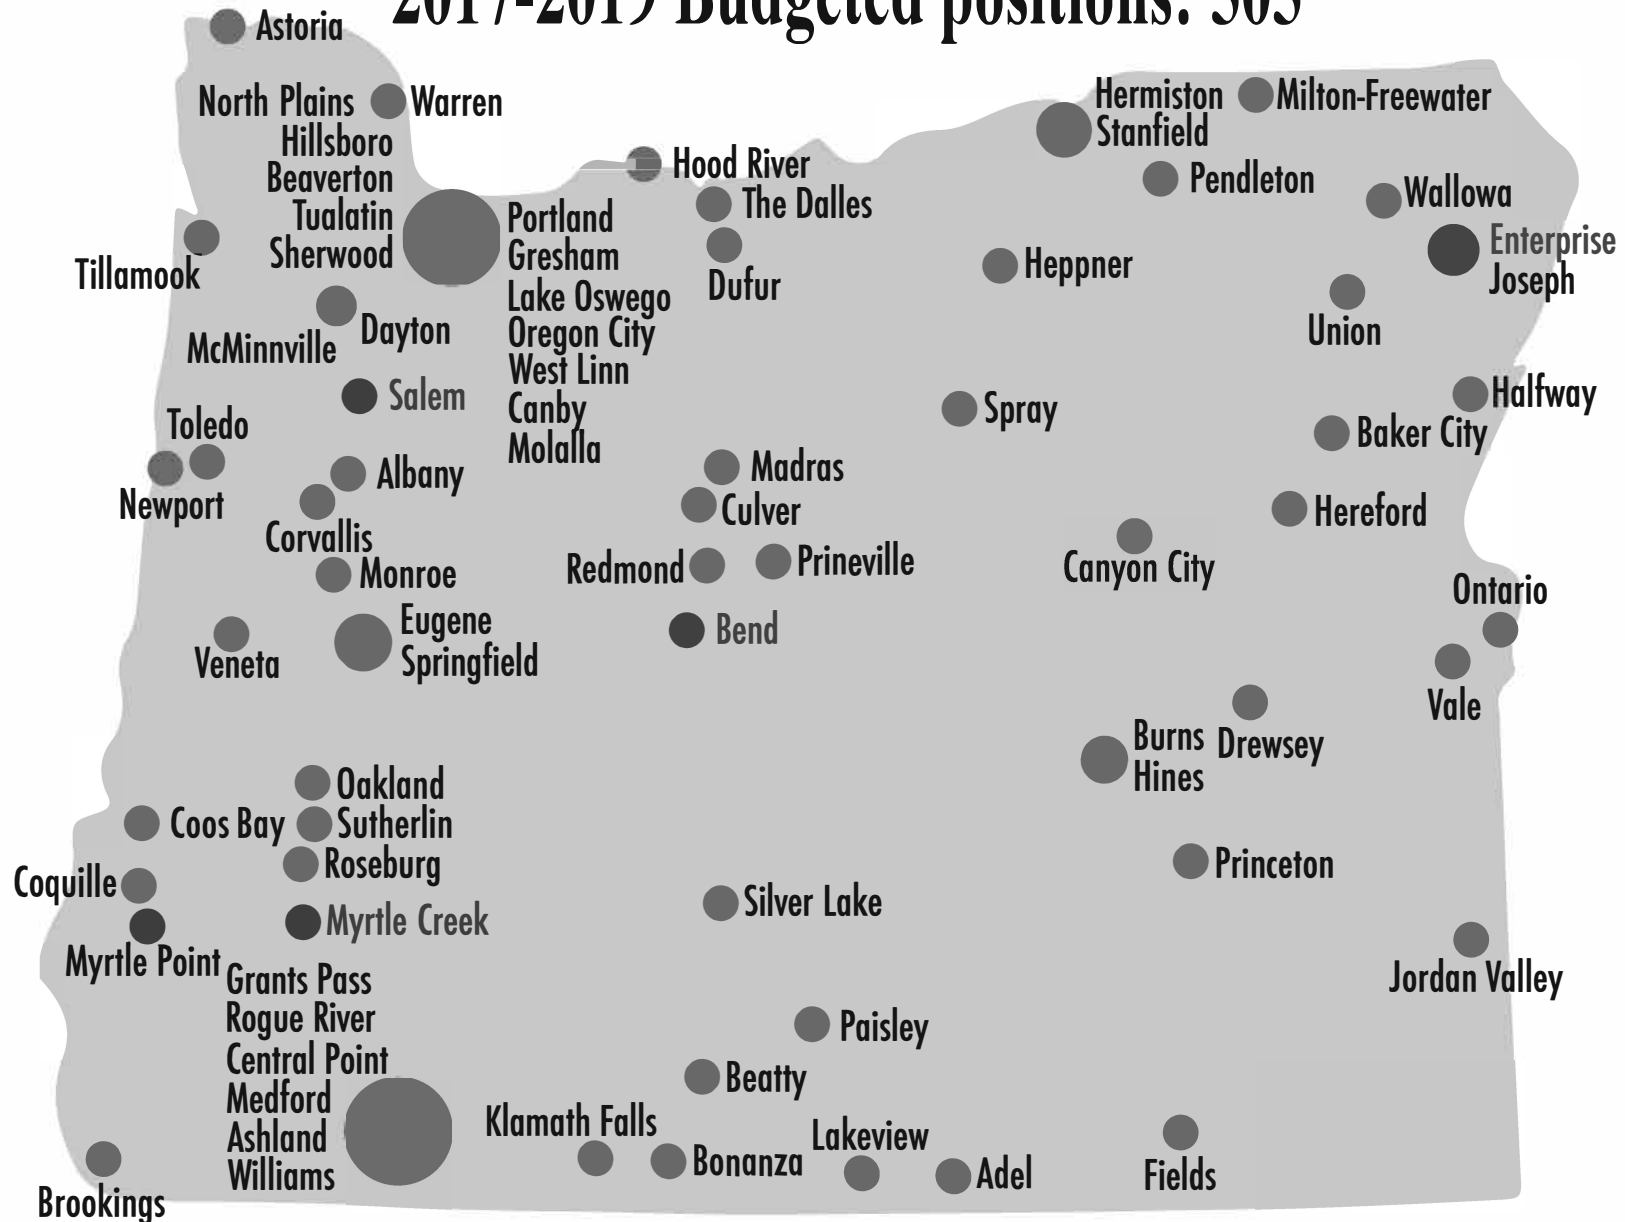 2017-2019 Budgeted positions: 305
Astoria
North Plains
Warren
Hillsboro
Beaverton
Tualatin
Sherwood
Portland
Gresham
Lake Oswego
Oregon City
West Linn
Canby
Molalla
Hood River
The Dalles
Dufur
Hermiston
Stanfield
Milton-Freewater
Pendleton
Wallowa
Enterprise
Joseph
Heppner
Union
Tillamook
Dayton
McMinnville
Salem
Toledo
Newport
Albany
Corvallis
Monroe
Spray
Halfway
Baker City
Madras
Culver
Redmond
Prineville
Bend
Hereford
Canyon City
Ontario
Vale
Veneta
Eugene
Springfield
Burns
Hines
Drewsey
Oakland
Coos Bay
Sutherlin
Roseburg
Coquille
Myrtle Point
Myrtle Creek
Silver Lake
Princeton
Jordan Valley
Grants Pass
Rogue River
Central Point
Medford
Ashland
Williams
Paisley
Beatty
Klamath Falls
Bonanza
Lakeview
Adel
Fields
Brookings